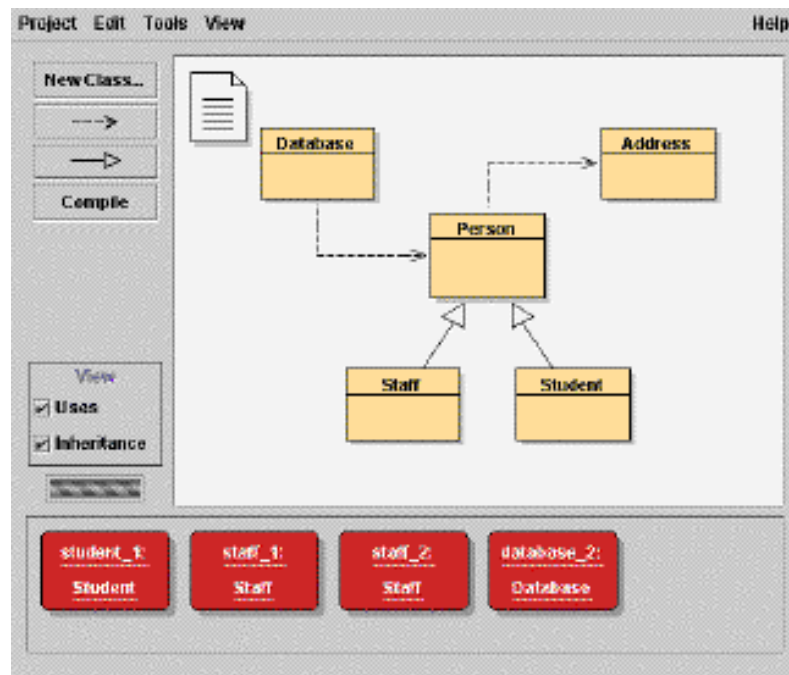 Project Edit Tools View Help
New Class...
Compile
Database
Address
Person
Staff
Student
View
Uses
Inheritance
student_1:
Student
staff_1:
Staff
staff_2:
Staff
database_2:
Database